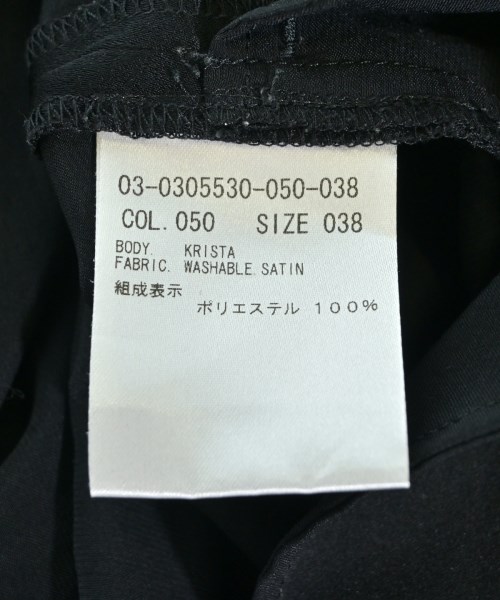 03-0305530-050-038
COL. 050 SIZE 038
BODY. KRISTA
FABRIC. WASHABLE SATIN
組成表示
ポリエステル 100%